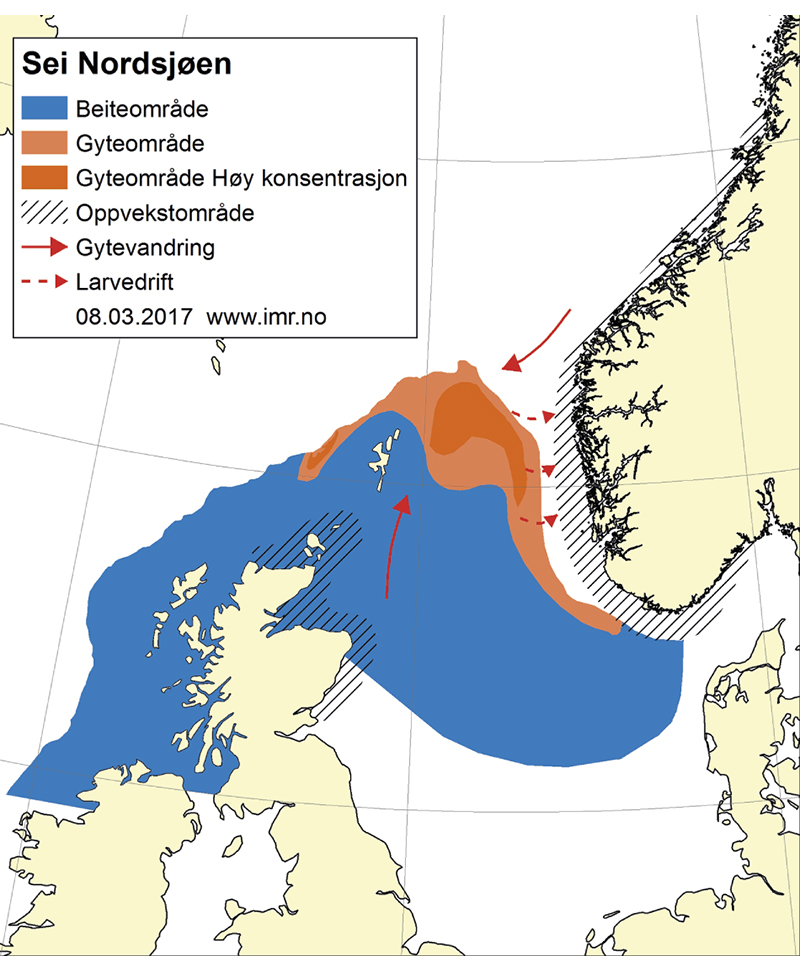 Sei Nordsjøen
Beiteområde
Gyteområde
Gyteområde Høy konsentrasjon
Oppvekstområde
Gytevandring
Larvedrift
08.03.2017 www.imr.no